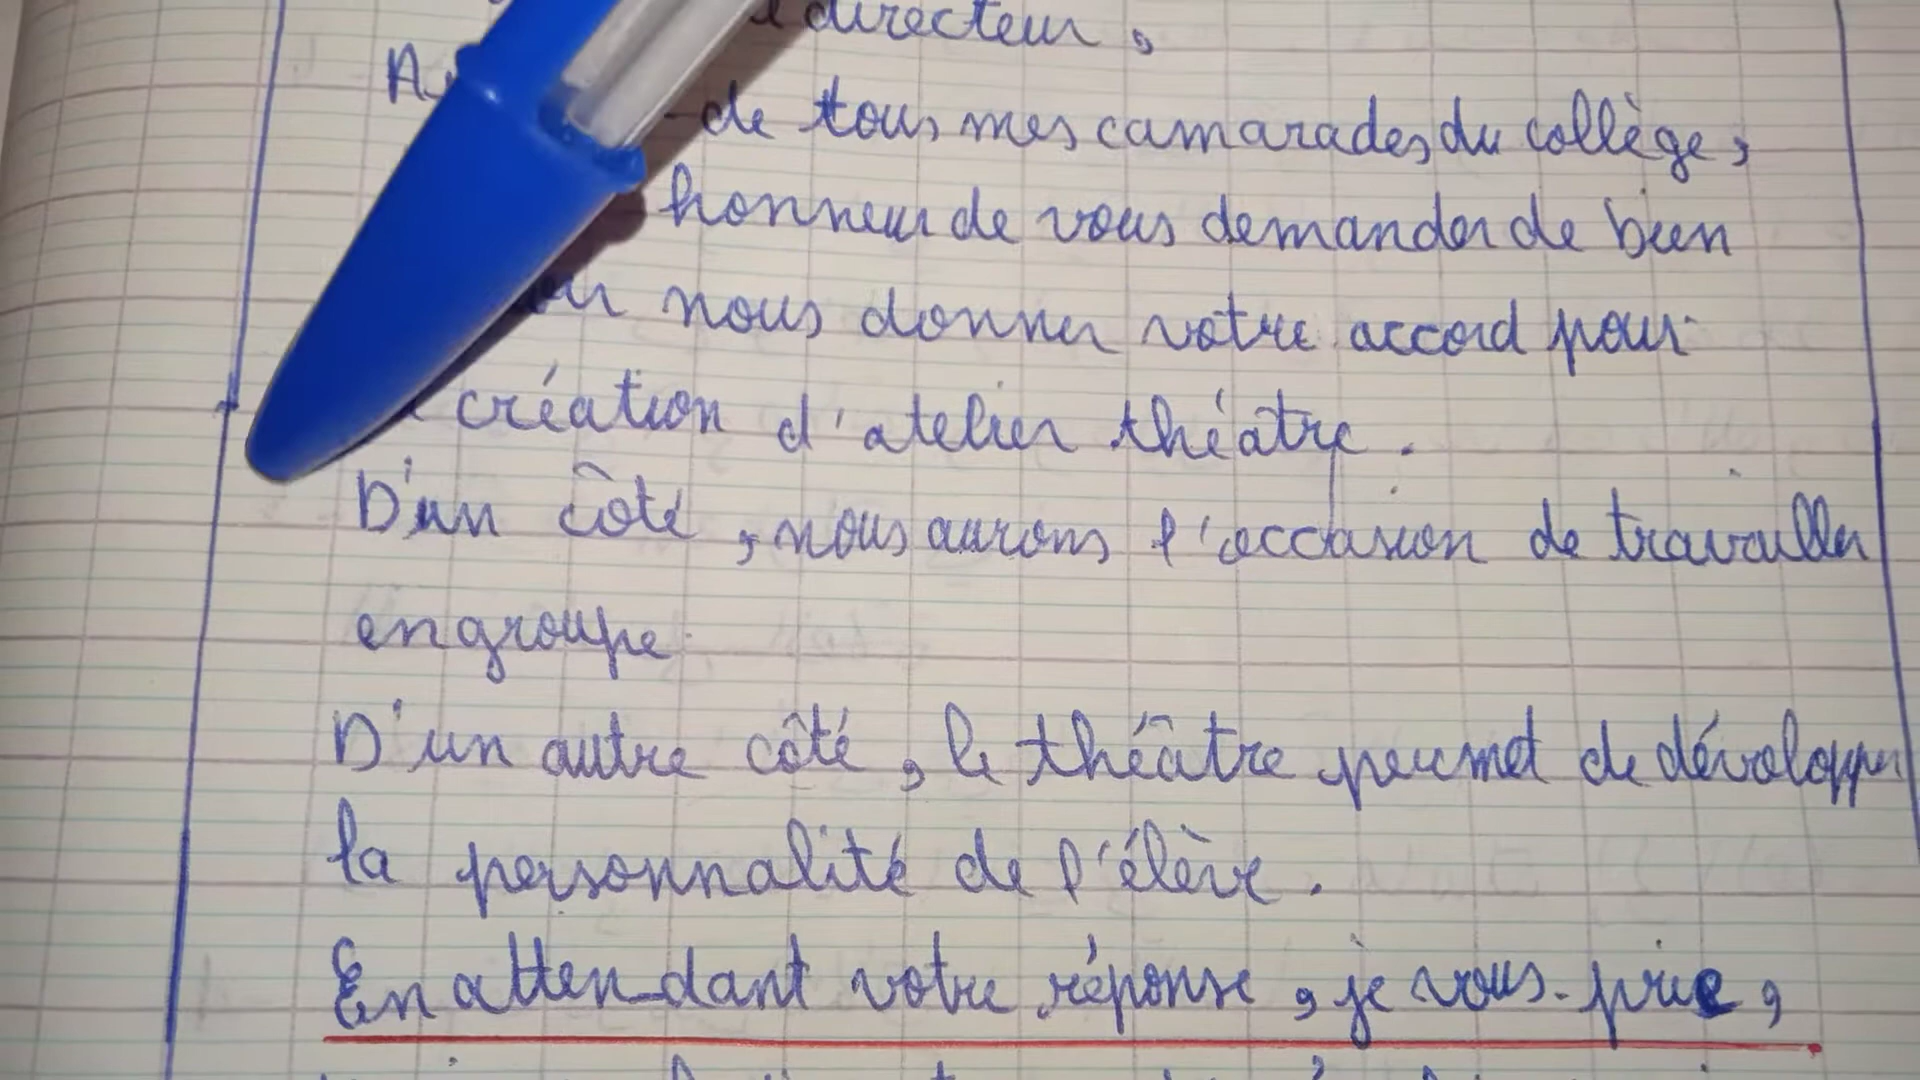 directeur,
de tous mes camarades du collège,
honneur de vous demander de bien
nous donner votre accord pour
création d'atelier théâtre.
D'un côté, nous aurons l'occasion de travailler
en groupe
D'un autre côté, le théâtre permet de développer
la personnalité de l'élève.
En attendant votre réponse, je vous prie,